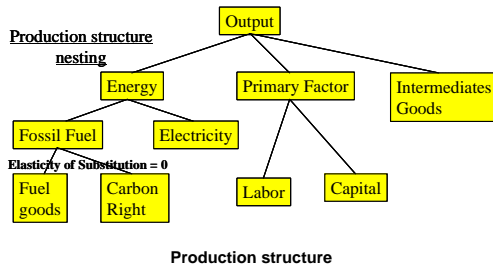 Output
Production structure
nesting
Energy
Primary Factor
Intermediates
Goods
Fossil Fuel
Electricity
Elasticity of Substitution = 0
Fuel
goods
Carbon
Right
Labor
Capital
Production structure